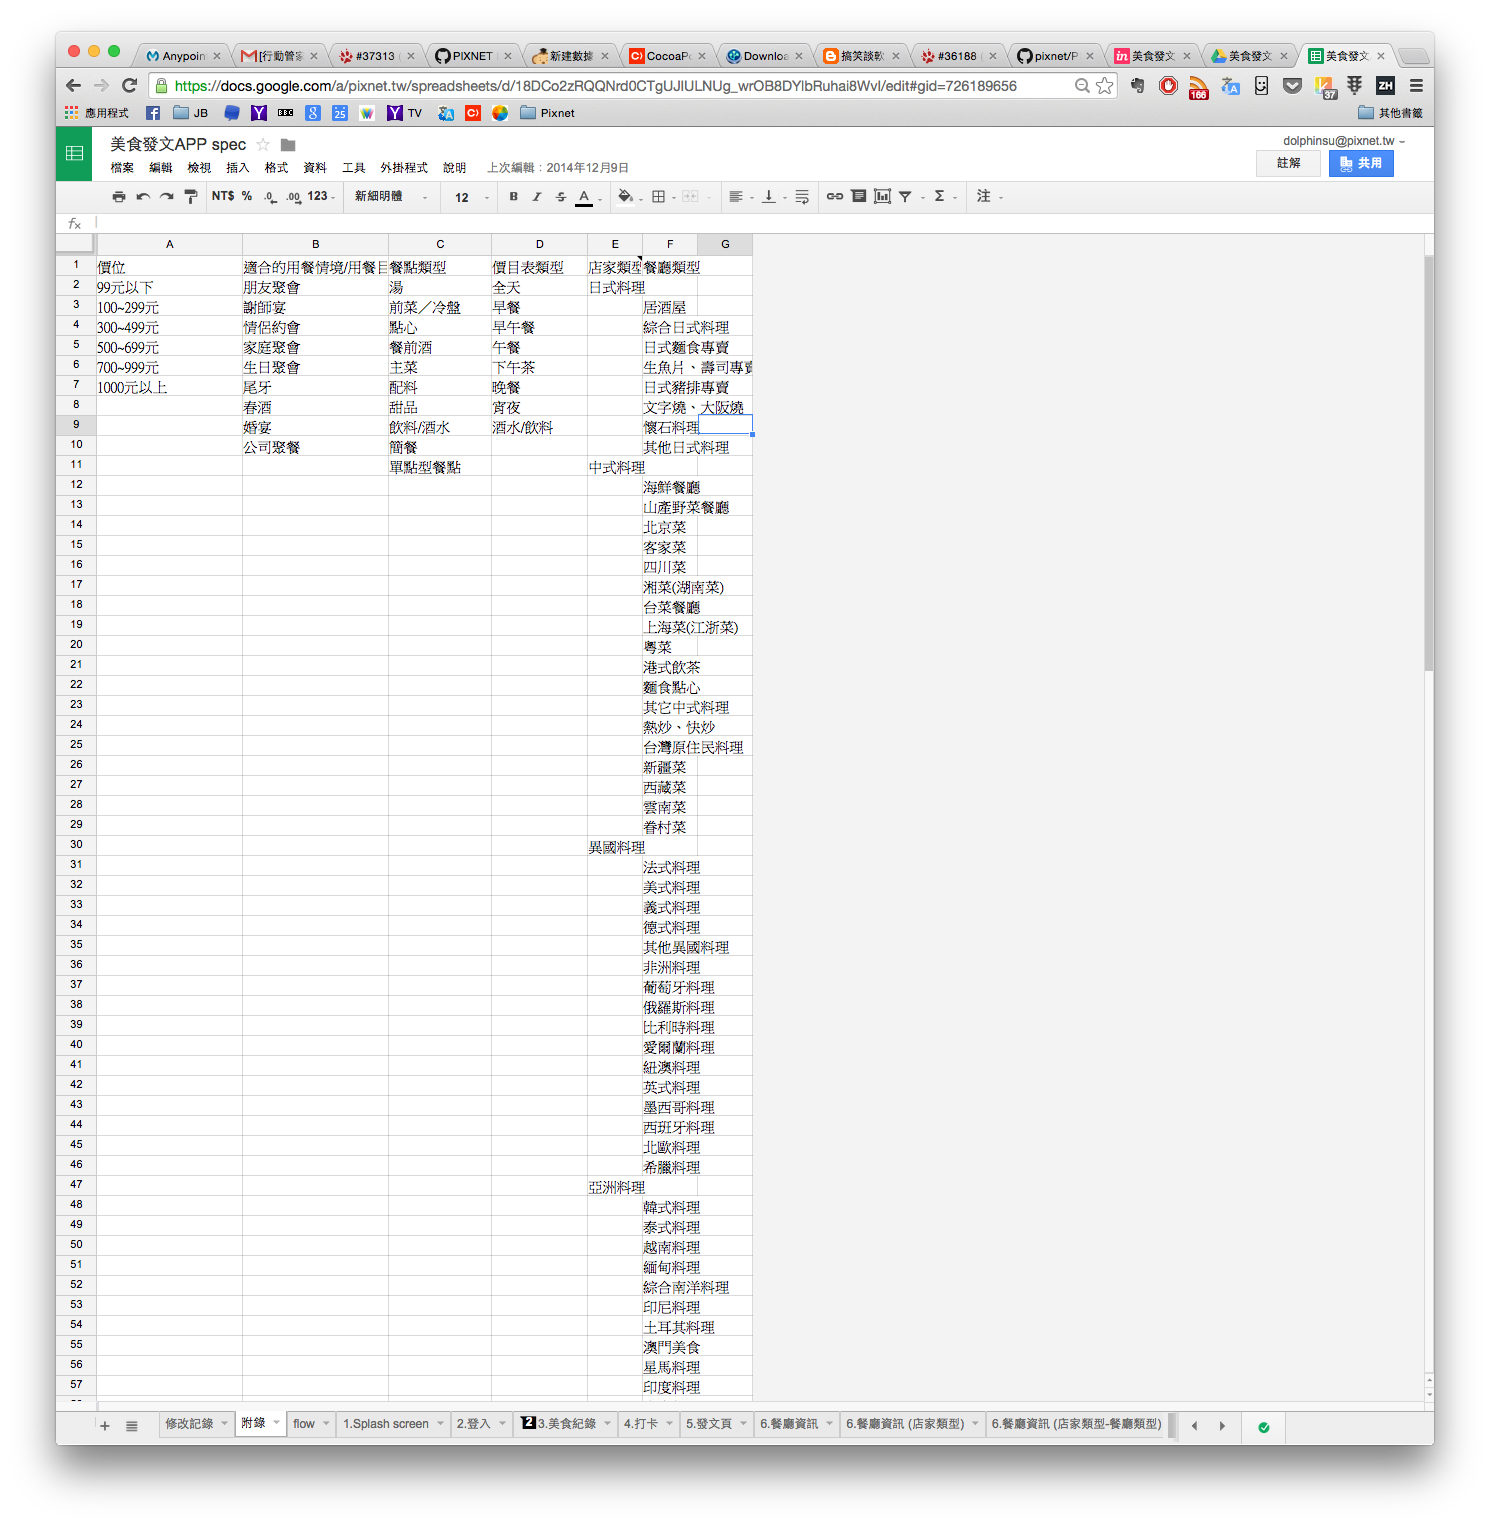 Anypoin
[行動管家
#37313 (
PIXNET
新建數據
CocoaPo
Downloa
搞笑談軟
#36188 (
pixnet/P
美食發文
美食發文
美食發文
https://docs.google.com/a/pixnet.tw/spreadsheets/d/18DCo2zRQQNrd0CTgUJlULNUg_wrOB8DYlbRuhai8WvI/edit#gid=726189656
166
37
ZH
應用程式 JB BBC 25 TV Pixnet 其他書籤
美食發文APP spec
dolphinsu@pixnet.tw
檔案 編輯 檢視 插入 格式 資料 工具 外掛程式 說明 上次編輯：2014年12月9日
註解 共用
NT$ % .0 .00 123 新細明體 12 B I S A Σ 注
fx
A B C D E F G
1 價位 適合的用餐情境/用餐目 餐點類型 價目表類型 店家類型 餐廳類型
2 99元以下 朋友聚會 湯 全天 日式料理
3 100~299元 謝師宴 前菜／冷盤 早餐 居酒屋
4 300~499元 情侶約會 點心 早午餐 綜合日式料理
5 500~699元 家庭聚會 餐前酒 午餐 日式麵食專賣
6 700~999元 生日聚會 主菜 下午茶 生魚片、壽司專賣
7 1000元以上 尾牙 配料 晚餐 日式豬排專賣
8 春酒 甜品 宵夜 文字燒、大阪燒
9 婚宴 飲料/酒水 酒水/飲料 懷石料理
10 公司聚餐 簡餐 其他日式料理
11 單點型餐點 中式料理
12 海鮮餐廳
13 山產野菜餐廳
14 北京菜
15 客家菜
16 四川菜
17 湘菜(湖南菜)
18 台菜餐廳
19 上海菜(江浙菜)
20 粵菜
21 港式飲茶
22 麵食點心
23 其它中式料理
24 熱炒、快炒
25 台灣原住民料理
26 新疆菜
27 西藏菜
28 雲南菜
29 眷村菜
30 異國料理
31 法式料理
32 美式料理
33 義式料理
34 德式料理
35 其他異國料理
36 非洲料理
37 葡萄牙料理
38 俄羅斯料理
39 比利時料理
40 愛爾蘭料理
41 紐澳料理
42 英式料理
43 墨西哥料理
44 西班牙料理
45 北歐料理
46 希臘料理
47 亞洲料理
48 韓式料理
49 泰式料理
50 越南料理
51 緬甸料理
52 綜合南洋料理
53 印尼料理
54 土耳其料理
55 澳門美食
56 星馬料理
57 印度料理
修改記錄 附錄 flow 1.Splash screen 2.登入 2 3.美食紀錄 4.打卡 5.發文頁 6.餐廳資訊 6.餐廳資訊 (店家類型) 6.餐廳資訊 (店家類型-餐廳類型)